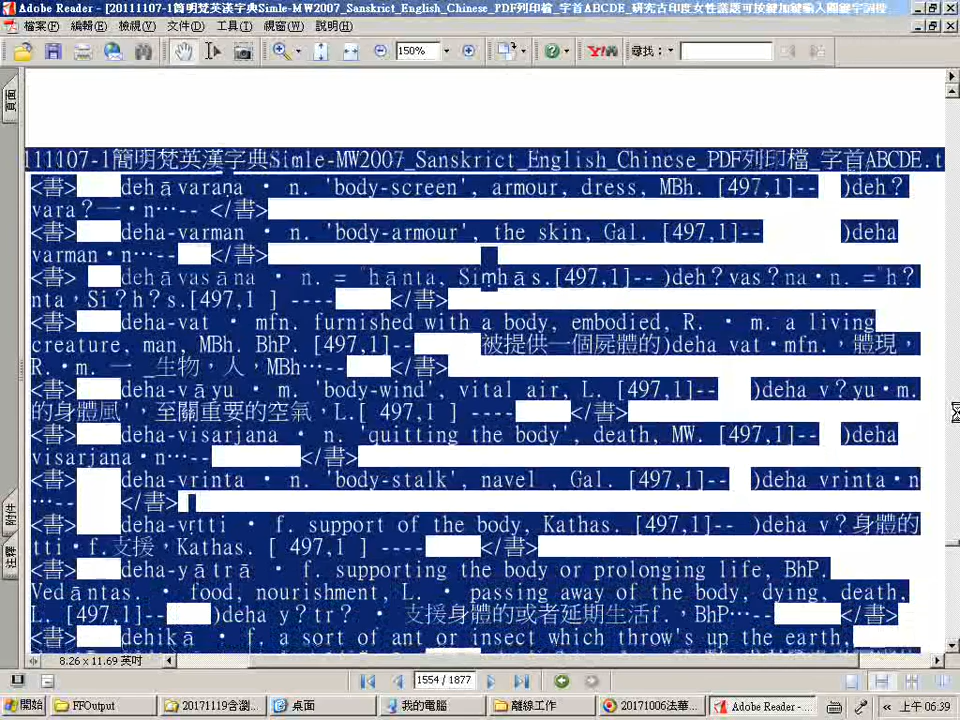 Adobe Reader - [20111107-1簡明梵英漢字典Simle-MW2007_Sanskrict_English_Chinese_PDF列印檔_字首ABCDE_研究古印度女性議題可按
檔案(F) 編輯(E) 檢視(V) 文件(D) 工具(T) 視窗(W) 說明(H)
150% Y! 尋找：
頁面
111107-1簡明梵英漢字典Simle-MW2007_Sanskrict_English_Chinese_PDF列印檔_字首ABCDE.t
<書> dehāvaraṇa • n. 'body-screen', armour, dress, MBh. [497,1]-- )deh？
vara？一•n…-- </書>
<書> deha-varman • n. 'body-armour', the skin, Gal. [497,1]-- )deha
varman•n…-- </書>
<書> dehāvasāna • n. = °hānta, Siṃhās.[497,1]-- )deh？vas？na•n. =°h？
nta，Si？h？s.[497,1 ] ---- </書>
<書> deha-vat • mfn. furnished with a body, embodied, R. • m. a living
creature, man, MBh. BhP. [497,1]-- 被提供一個屍體的)deha vat•mfn.，體現，
R.•m. 一 _生物，人，MBh…-- </書>
<書> deha-vāyu • m. 'body-wind', vital air, L. [497,1]-- )deha v？yu•m.
的身體風'，至關重要的空氣，L.[ 497,1 ] ---- </書>
<書> deha-visarjana • n. 'quitting the body', death, MW. [497,1]-- )deha
visarjana•n…-- </書>
<書> deha-vṛinta • n. 'body-stalk', navel , Gal. [497,1]-- )deha vrinta•n
…-- </書>
<書> deha-vṛtti • f. support of the body, Kathas. [497,1]-- )deha v？身體的
tti•f.支援，Kathas. [ 497,1 ] ---- </書>
<書> deha-yātrā • f. supporting the body or prolonging life, BhP.
Vedāntas. • food, nourishment, L. • passing away of the body, dying, death,
L. [497,1]-- )deha y？tr？• 支援身體的或者延期生活f.，BhP…-- </書>
<書> dehikā • f. a sort of ant or insect which throw's up the earth,
附件
注釋
8.26 x 11.69 英吋
1554 / 1877
開始 FFOutput 20171119含瀏... 桌面 我的電腦 離線工作 20171006法華... Adobe Reader - ... 上午 06:39